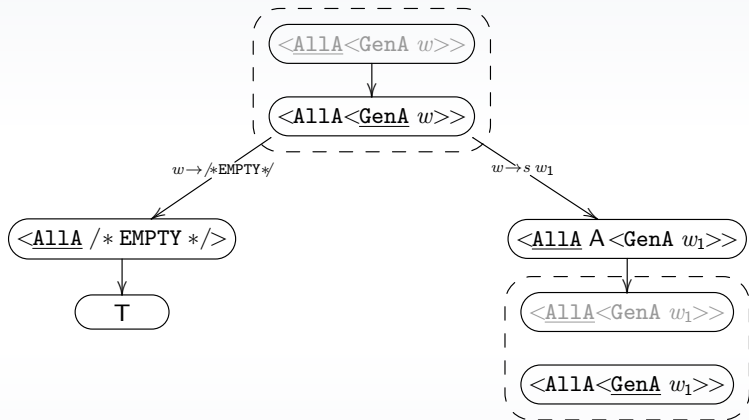 <AllA<GenA w>>
<AllA<GenA w>>
w→/*EMPTY*/
w→s w₁
<AllA /* EMPTY */>
<AllA A <GenA w₁>>
T
<AllA<GenA w₁>>
<AllA<GenA w₁>>